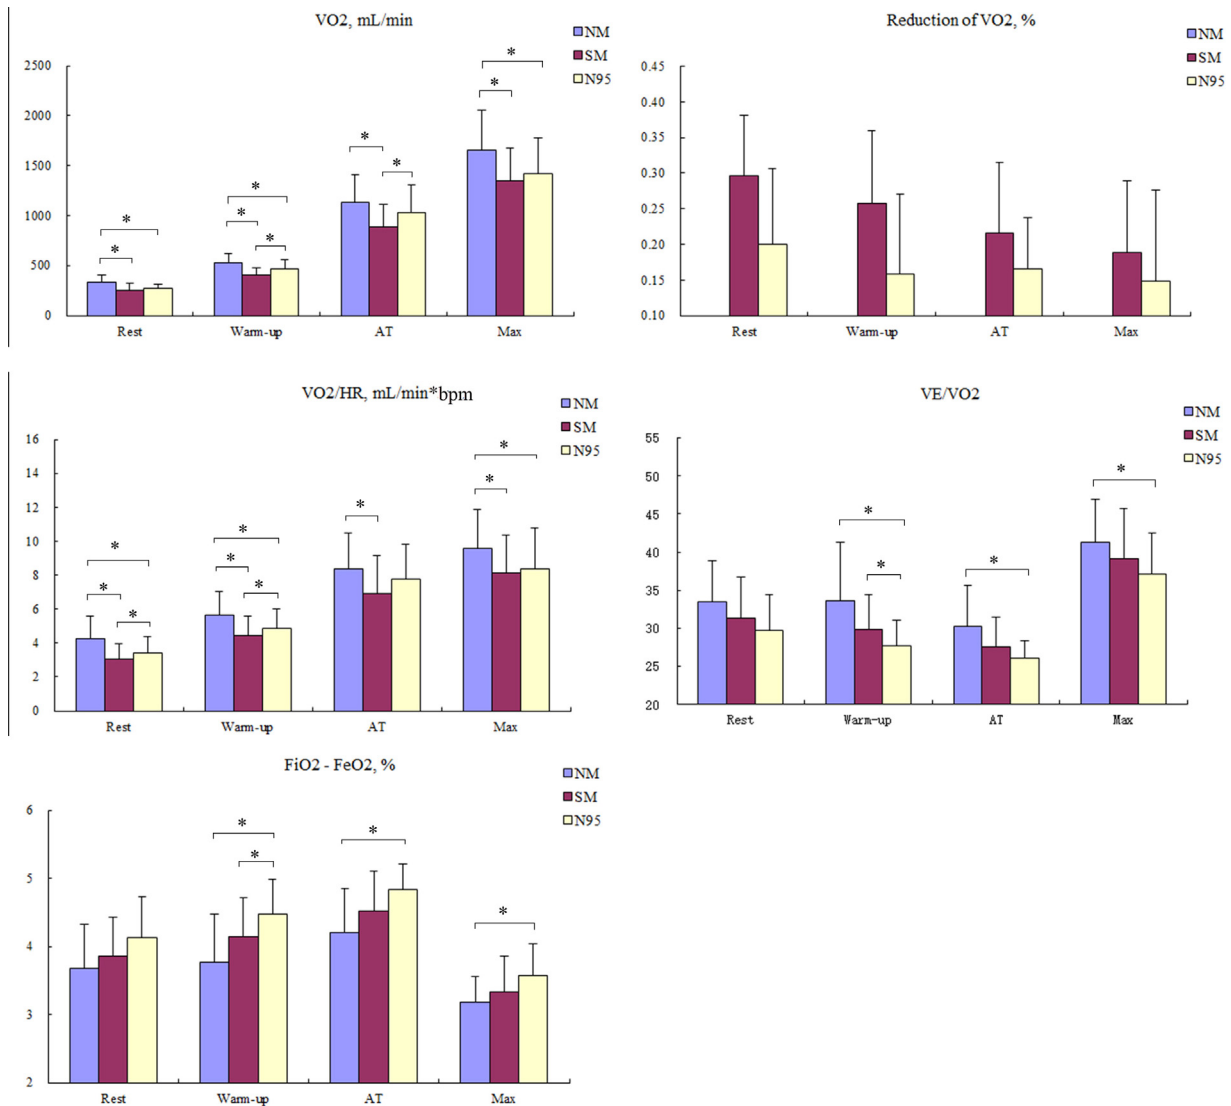 VO2, mL/min
NM
SM
N95
2500
2000
1500
1000
500
0
* * * * * * * * * *
Rest Warm-up AT Max
Reduction of VO2, %
NM
SM
N95
0.45
0.40
0.35
0.30
0.25
0.20
0.15
0.10
Rest Warm-up AT Max
VO2/HR, mL/min*bpm
NM
SM
N95
16
14
12
10
8
6
4
2
0
* * * * * * * * *
Rest Warm-up AT Max
VE/VO2
NM
SM
N95
55
50
45
40
35
30
25
20
* * * *
Rest Warm-up AT Max
FiO2 - FeO2, %
NM
SM
N95
6
5
4
3
2
* * * *
Rest Warm-up AT Max